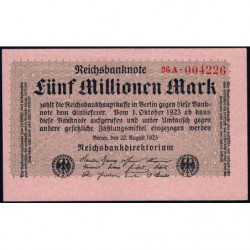 Reichsbanknote 26A·004226
Fünf Millionen Mark
zahlt die Reichsbankhauptkasse in Berlin gegen diese Bank-
note dem Einlieferer. Vom 1. Oktober 1923 ab kann diese
Banknote aufgerufen und unter Umtausch gegen
andere gesetzliche Zahlungsmittel eingezogen werden
Berlin, den 20. August 1923
Reichsbankdirektorium